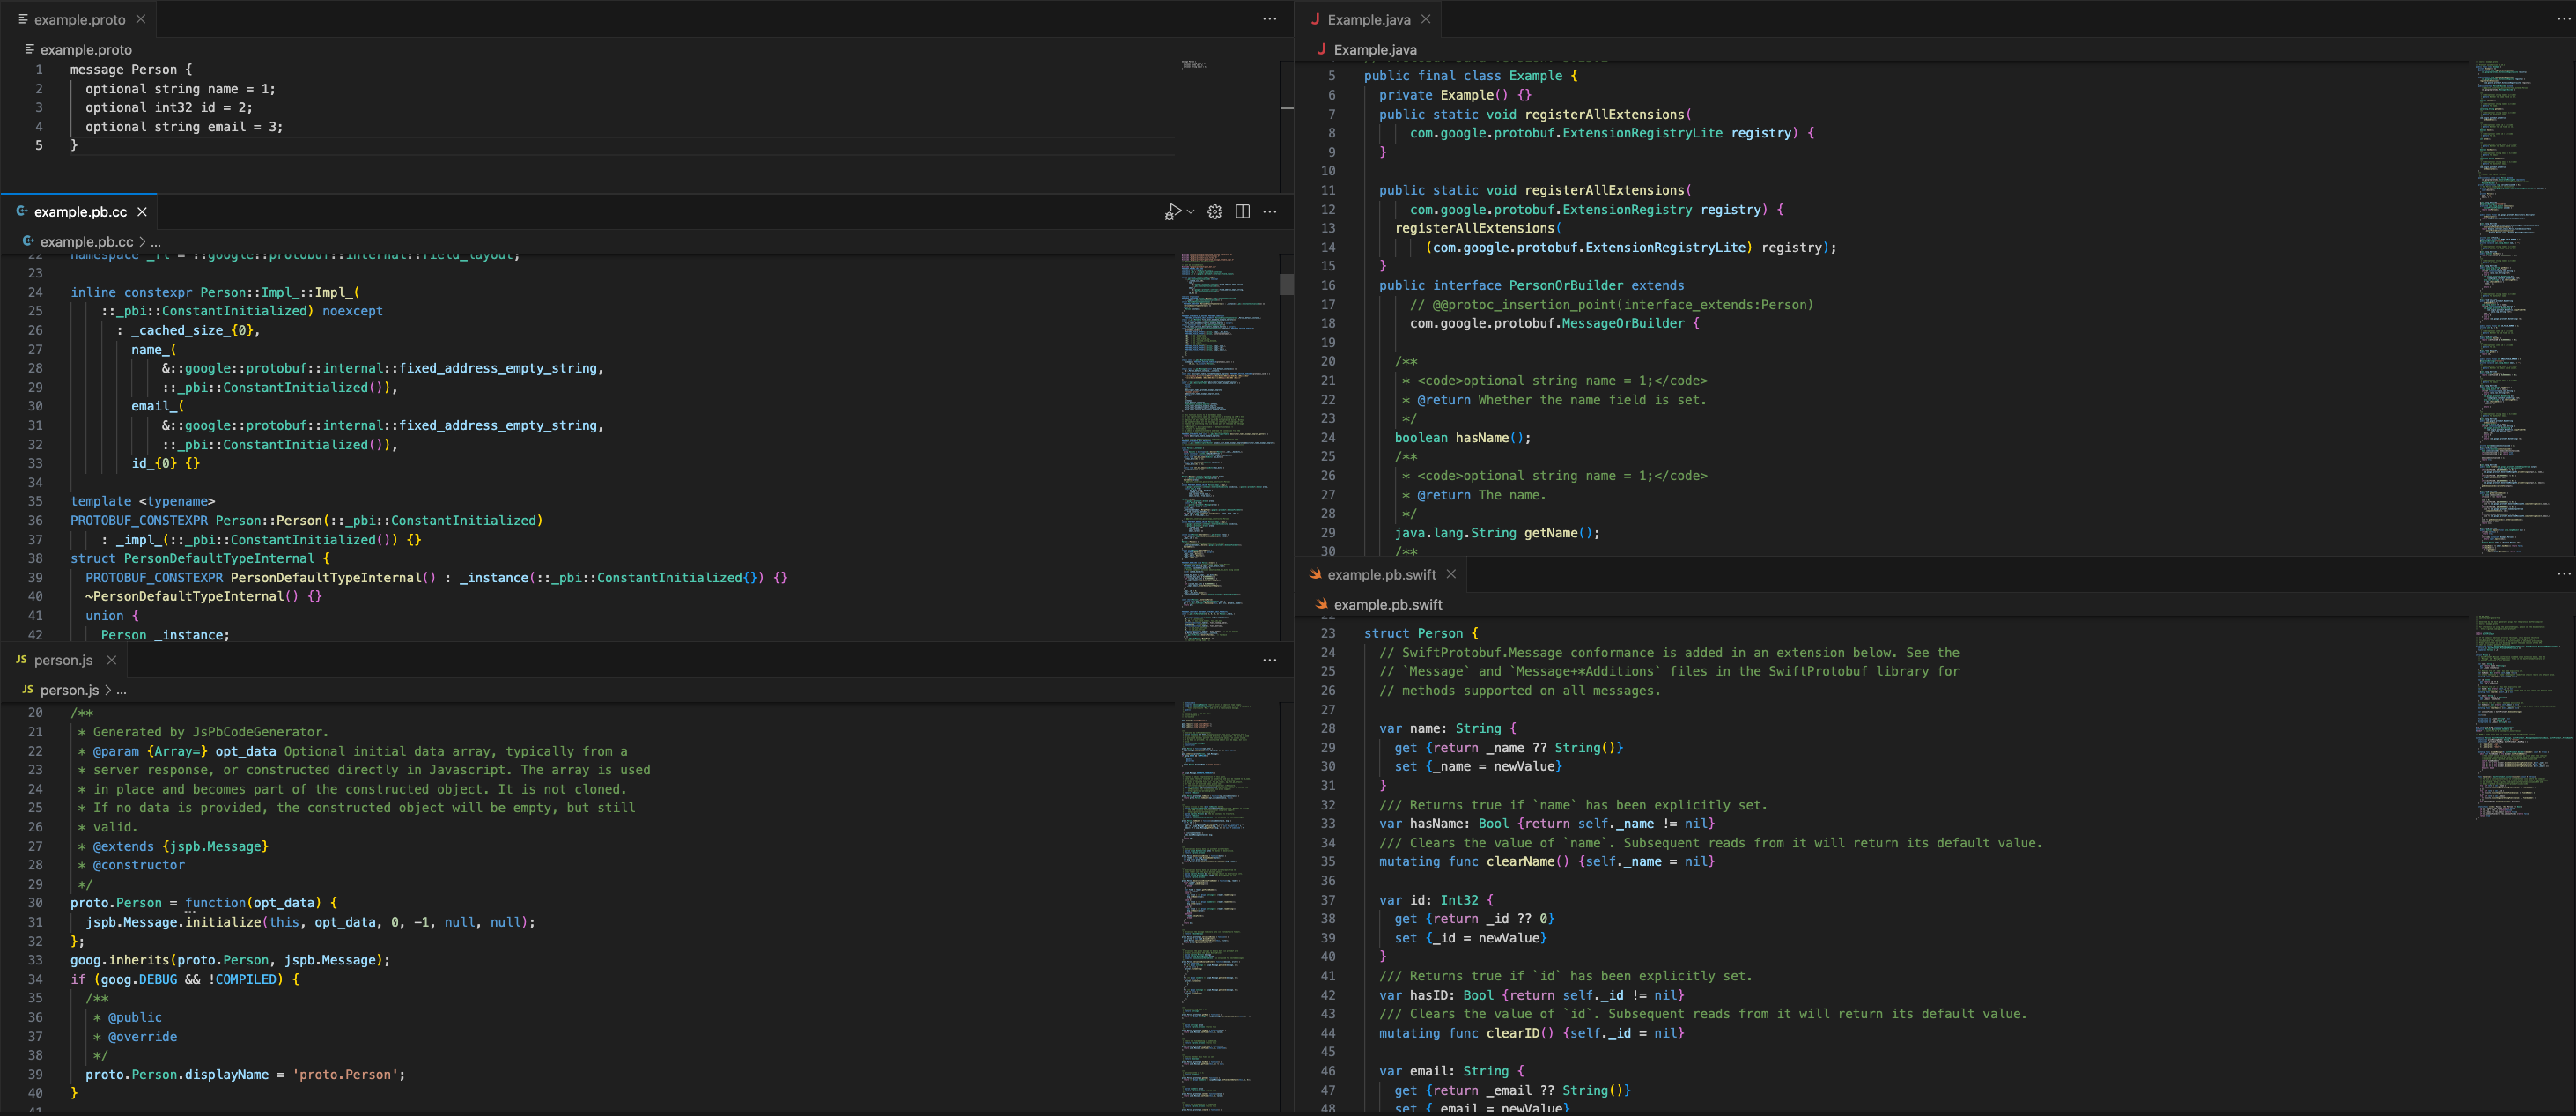 example.proto
example.proto
1 message Person {
2 optional string name = 1;
3 optional int32 id = 2;
4 optional string email = 3;
5 }
example.pb.cc
example.pb.cc > ...
22 namespace _fl = ::google::protobuf::internal::field_layout;
23
24 inline constexpr Person::Impl_::Impl_(
25 ::_pbi::ConstantInitialized) noexcept
26 : _cached_size_{0},
27 name_(
28 &::google::protobuf::internal::fixed_address_empty_string,
29 ::_pbi::ConstantInitialized()),
30 email_(
31 &::google::protobuf::internal::fixed_address_empty_string,
32 ::_pbi::ConstantInitialized()),
33 id_{0} {}
34
35 template <typename>
36 PROTOBUF_CONSTEXPR Person::Person(::_pbi::ConstantInitialized)
37 : _impl_(::_pbi::ConstantInitialized()) {}
38 struct PersonDefaultTypeInternal {
39 PROTOBUF_CONSTEXPR PersonDefaultTypeInternal() : _instance(::_pbi::ConstantInitialized{}) {}
40 ~PersonDefaultTypeInternal() {}
41 union {
42 Person _instance;
JS person.js
JS person.js > ...
20 /**
21 * Generated by JsPbCodeGenerator.
22 * @param {Array=} opt_data Optional initial data array, typically from a
23 * server response, or constructed directly in Javascript. The array is used
24 * in place and becomes part of the constructed object. It is not cloned.
25 * If no data is provided, the constructed object will be empty, but still
26 * valid.
27 * @extends {jspb.Message}
28 * @constructor
29 */
30 proto.Person = function(opt_data) {
31 jspb.Message.initialize(this, opt_data, 0, -1, null, null);
32 };
33 goog.inherits(proto.Person, jspb.Message);
34 if (goog.DEBUG && !COMPILED) {
35 /**
36 * @public
37 * @override
38 */
39 proto.Person.displayName = 'proto.Person';
40 }
41
J Example.java
J Example.java
5 public final class Example {
6 private Example() {}
7 public static void registerAllExtensions(
8 com.google.protobuf.ExtensionRegistryLite registry) {
9 }
10
11 public static void registerAllExtensions(
12 com.google.protobuf.ExtensionRegistry registry) {
13 registerAllExtensions(
14 (com.google.protobuf.ExtensionRegistryLite) registry);
15 }
16 public interface PersonOrBuilder extends
17 // @@protoc_insertion_point(interface_extends:Person)
18 com.google.protobuf.MessageOrBuilder {
19
20 /**
21 * <code>optional string name = 1;</code>
22 * @return Whether the name field is set.
23 */
24 boolean hasName();
25 /**
26 * <code>optional string name = 1;</code>
27 * @return The name.
28 */
29 java.lang.String getName();
30 /**
example.pb.swift
example.pb.swift
22
23 struct Person {
24 // SwiftProtobuf.Message conformance is added in an extension below. See the
25 // `Message` and `Message+*Additions` files in the SwiftProtobuf library for
26 // methods supported on all messages.
27
28 var name: String {
29 get {return _name ?? String()}
30 set {_name = newValue}
31 }
32 /// Returns true if `name` has been explicitly set.
33 var hasName: Bool {return self._name != nil}
34 /// Clears the value of `name`. Subsequent reads from it will return its default value.
35 mutating func clearName() {self._name = nil}
36
37 var id: Int32 {
38 get {return _id ?? 0}
39 set {_id = newValue}
40 }
41 /// Returns true if `id` has been explicitly set.
42 var hasID: Bool {return self._id != nil}
43 /// Clears the value of `id`. Subsequent reads from it will return its default value.
44 mutating func clearID() {self._id = nil}
45
46 var email: String {
47 get {return _email ?? String()}
48 set {_email = newValue}